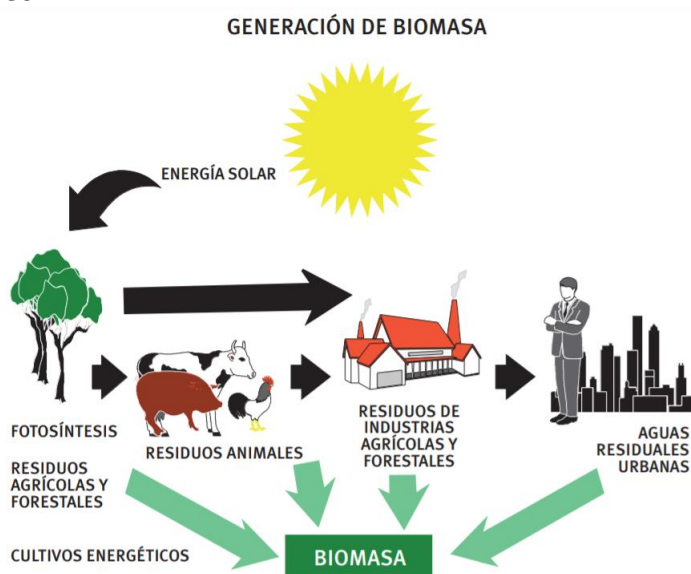 GENERACIÓN DE BIOMASA
ENERGÍA SOLAR
FOTOSÍNTESIS
RESIDUOS
AGRÍCOLAS Y
FORESTALES
CULTIVOS ENERGÉTICOS
RESIDUOS ANIMALES
RESIDUOS DE
INDUSTRIAS
AGRÍCOLAS Y
FORESTALES
AGUAS
RESIDUALES
URBANAS
BIOMASA